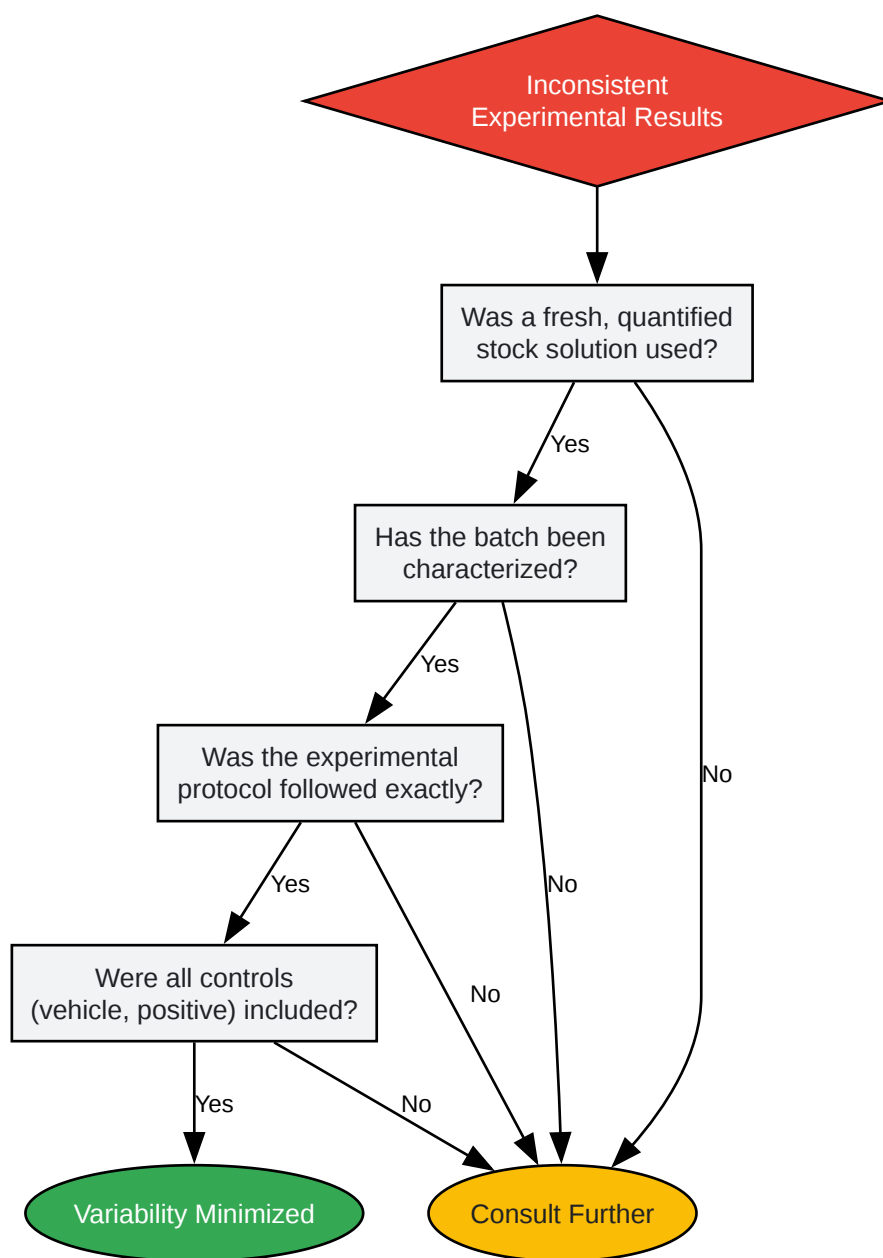 Inconsistent
Experimental Results
Was a fresh, quantified
stock solution used?
Yes
Has the batch been
characterized?
Yes
Was the experimental
protocol followed exactly?
No
Yes
No
Were all controls
(vehicle, positive) included?
No
Yes
No
Variability Minimized
Consult Further